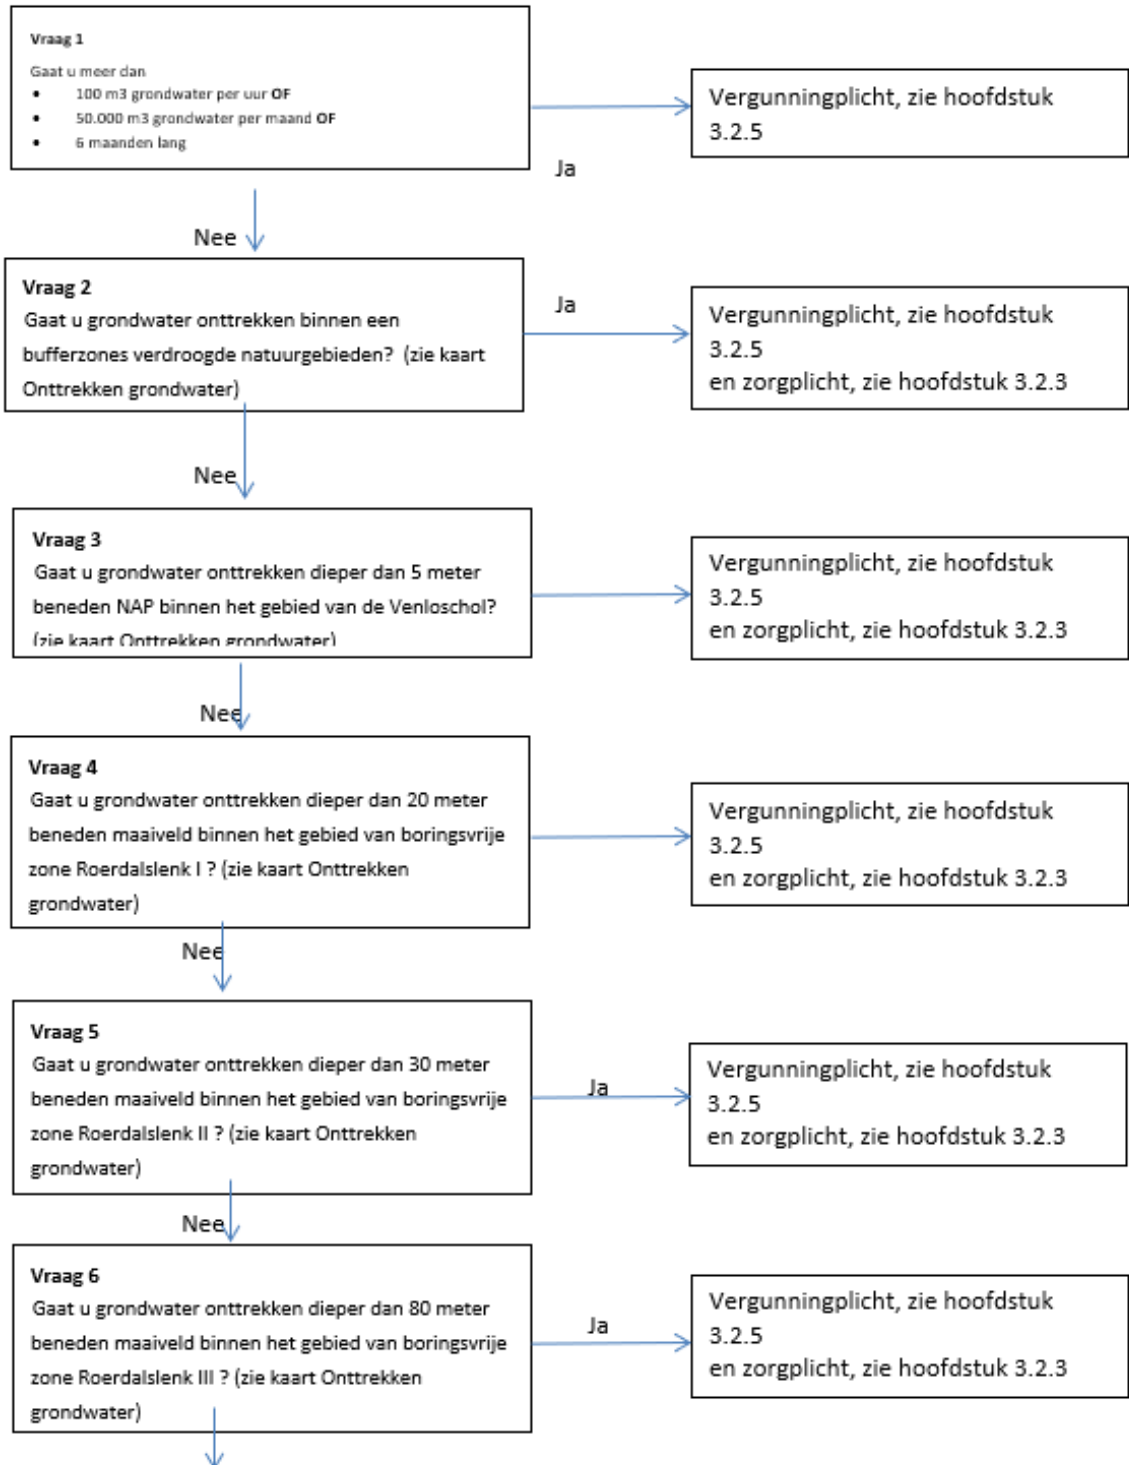 Vraag 1
Gaat u meer dan
• 100 m3 grondwater per uur OF
• 50.000 m3 grondwater per maand OF
• 6 maanden lang
Vergunningplicht, zie hoofdstuk
3.2.5
Ja
Nee
Vraag 2
Gaat u grondwater onttrekken binnen een
bufferzones verdroogde natuurgebieden? (zie kaart
Onttrekken grondwater)
Ja
Vergunningplicht, zie hoofdstuk
3.2.5
en zorgplicht, zie hoofdstuk 3.2.3
Nee
Vraag 3
Gaat u grondwater onttrekken dieper dan 5 meter
beneden NAP binnen het gebied van de Venloschol?
(zie kaart Onttrekken grondwater)
Vergunningplicht, zie hoofdstuk
3.2.5
en zorgplicht, zie hoofdstuk 3.2.3
Nee
Vraag 4
Gaat u grondwater onttrekken dieper dan 20 meter
beneden maaiveld binnen het gebied van boringsvrije
zone Roerdalslenk I ? (zie kaart Onttrekken
grondwater)
Vergunningplicht, zie hoofdstuk
3.2.5
en zorgplicht, zie hoofdstuk 3.2.3
Nee
Vraag 5
Gaat u grondwater onttrekken dieper dan 30 meter
beneden maaiveld binnen het gebied van boringsvrije
zone Roerdalslenk II ? (zie kaart Onttrekken
grondwater)
Ja
Vergunningplicht, zie hoofdstuk
3.2.5
en zorgplicht, zie hoofdstuk 3.2.3
Nee
Vraag 6
Gaat u grondwater onttrekken dieper dan 80 meter
beneden maaiveld binnen het gebied van boringsvrije
zone Roerdalslenk III ? (zie kaart Onttrekken
grondwater)
Ja
Vergunningplicht, zie hoofdstuk
3.2.5
en zorgplicht, zie hoofdstuk 3.2.3